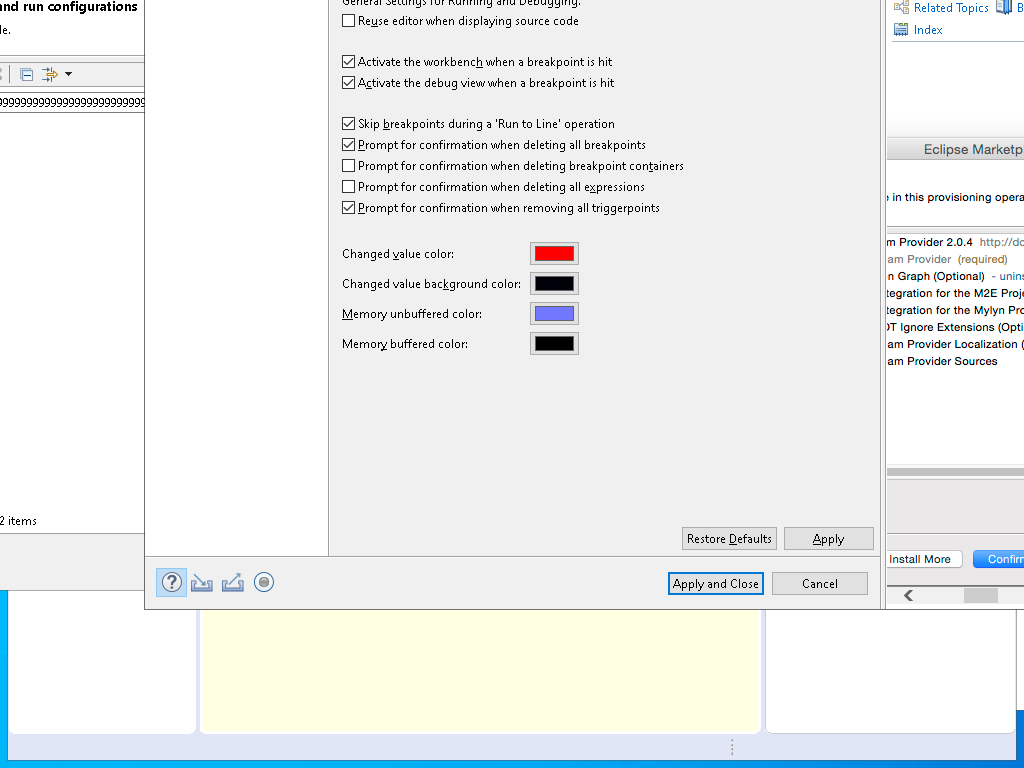 and run configurations
le.
2 items
General Settings for Running and Debugging.
Reuse editor when displaying source code
Activate the workbench when a breakpoint is hit
Activate the debug view when a breakpoint is hit
Skip breakpoints during a 'Run to Line' operation
Prompt for confirmation when deleting all breakpoints
Prompt for confirmation when deleting breakpoint containers
Prompt for confirmation when deleting all expressions
Prompt for confirmation when removing all triggerpoints
Changed value color:
Changed value background color:
Memory unbuffered color:
Memory buffered color:
Restore Defaults
Apply
Apply and Close
Cancel
Related Topics
B
Index
Eclipse Marketp
e in this provisioning opera
m Provider 2.0.4 http://do
am Provider (required)
n Graph (Optional) - unins
tegration for the M2E Proje
tegration for the Mylyn Pro
DT Ignore Extensions (Opti
am Provider Localization (
am Provider Sources
Install More
Confirm